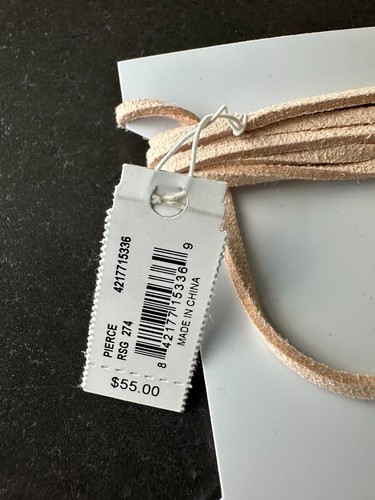 4217715336
PIERCE
RSG 274
8 42177 15336 9
MADE IN CHINA
$55.00